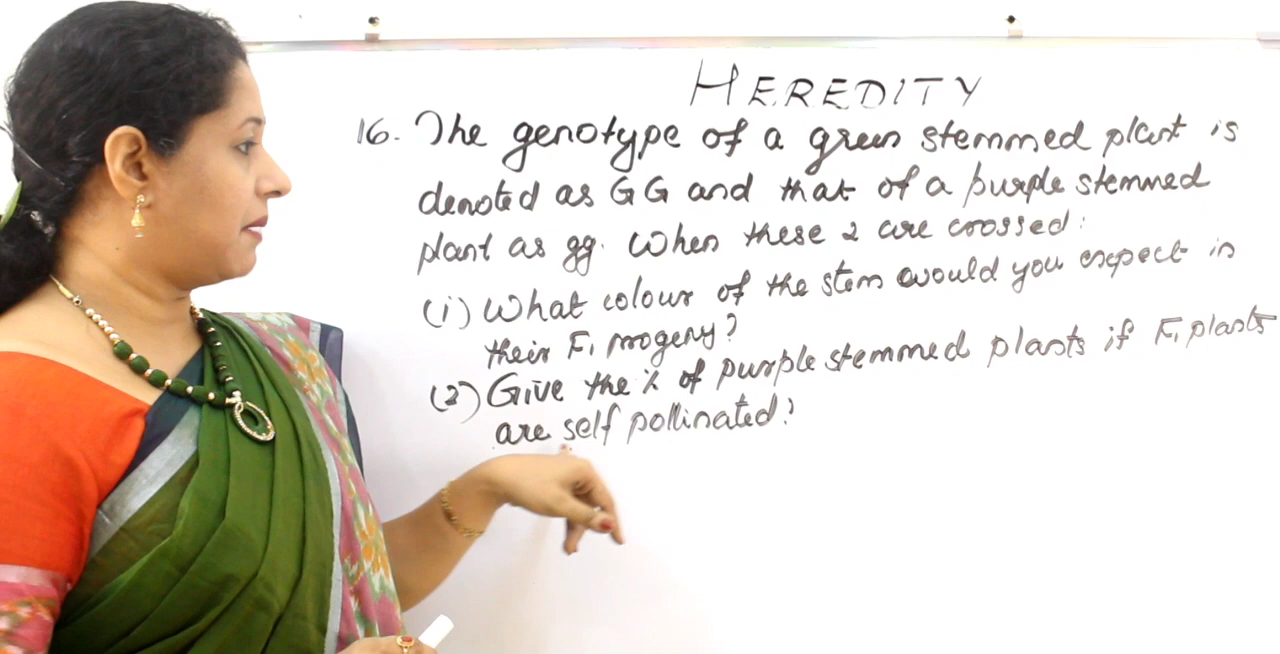 HEREDITY
16. The genotype of a green stemmed plant is
denoted as GG and that of a purple stemmed
plant as gg. When these 2 are crossed:
(1) What colour of the stem would you expect in
their F1 progeny?
(2) Give the % of purple stemmed plants if F1 plants
are self pollinated?